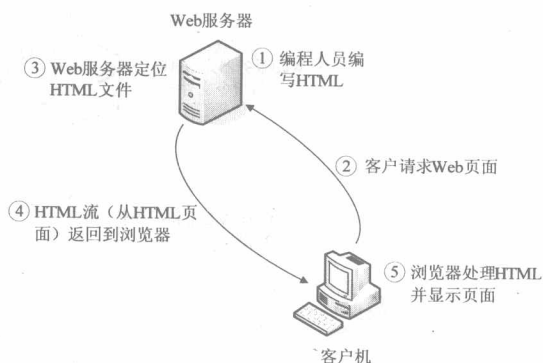 Web服务器
① 编程人员编
写HTML
③ Web服务器定位
HTML文件
② 客户请求Web页面
④ HTML流（从HTML页
面）返回到浏览器
⑤ 浏览器处理HTML
并显示页面
客户机